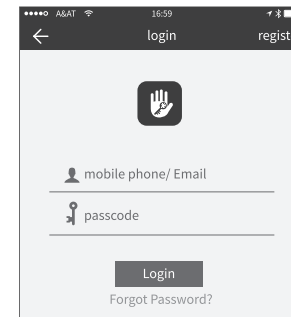 A&AT 16:59
login regist
mobile phone/ Email
passcode
Login
Forgot Password?